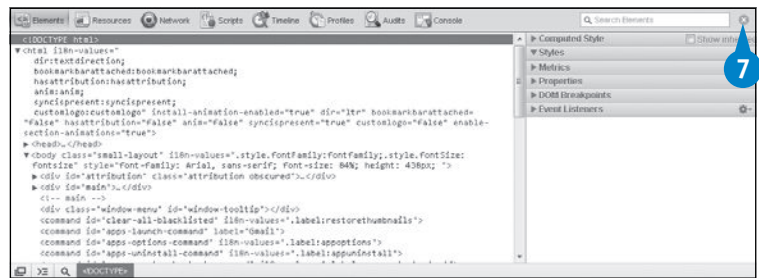 Elements Resources Network Scripts Timeline Profiles Audits Console Search Elements
<!DOCTYPE html>
▼<html i18n-values="
dir:textdirection;
bookmarkbarattached:bookmarkbarattached;
hasattribution:hasattribution;
anim:anim;
syncispresent:syncispresent;
customlogo:customlogo" install-animation-enabled="true" dir="ltr" bookmarkbarattached=
"false" hasattribution="false" anim="false" syncispresent="true" customlogo="false" enable-
section-animations="true">
▶<head>…</head>
▼<body class="small-layout" i18n-values=".style.fontFamily:fontfamily;.style.fontSize:
fontsize" style="font-family: Arial, sans-serif; font-size: 84%; height: 438px; ">
▶<div id="attribution" class="attribution obscured">…</div>
▶<div id="main">…</div>
<!-- main -->
<div class="window-menu" id="window-tooltip"></div>
<command id="clear-all-blacklisted" i18n-values=".label:restorethumbnails">
<command id="apps-launch-command" label="Gmail">
<command id="apps-options-command" i18n-values=".label:appoptions">
<command id="apps-uninstall-command" i18n-values=".label:appuninstall">
<!DOCTYPE>
▶ Computed Style Show
▼ Styles
▶ Metrics
▶ Properties
▶ DOM Breakpoints
▶ Event Listeners
7